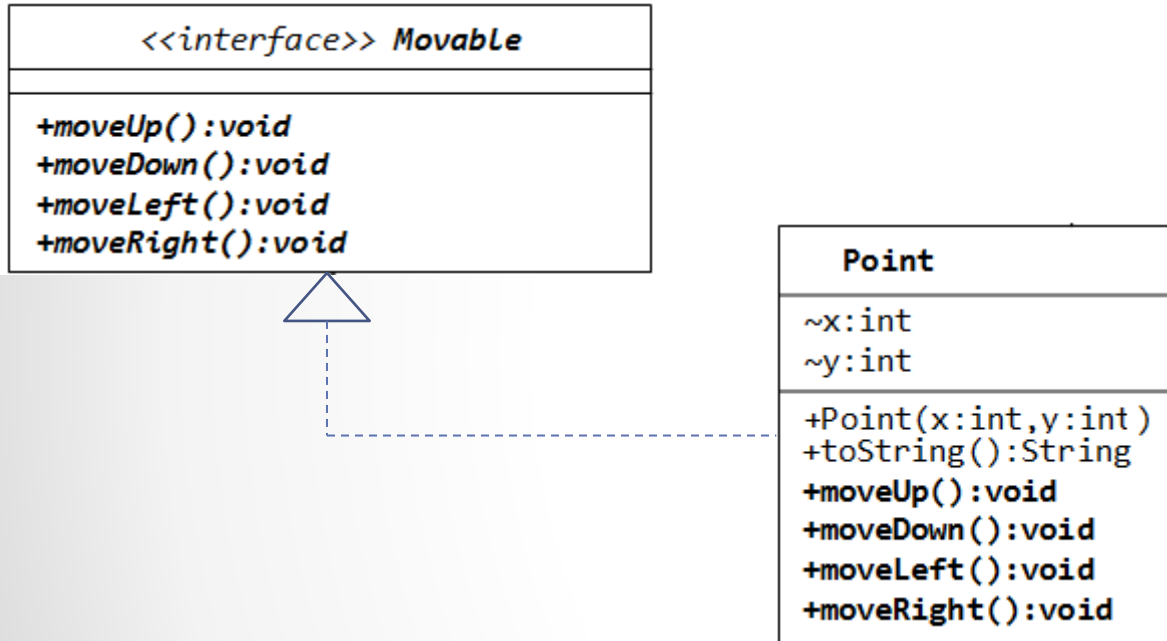 <<interface>> Movable
+moveUp():void
+moveDown():void
+moveLeft():void
+moveRight():void
Point
~x:int
~y:int
+Point(x:int,y:int)
+toString():String
+moveUp():void
+moveDown():void
+moveLeft():void
+moveRight():void